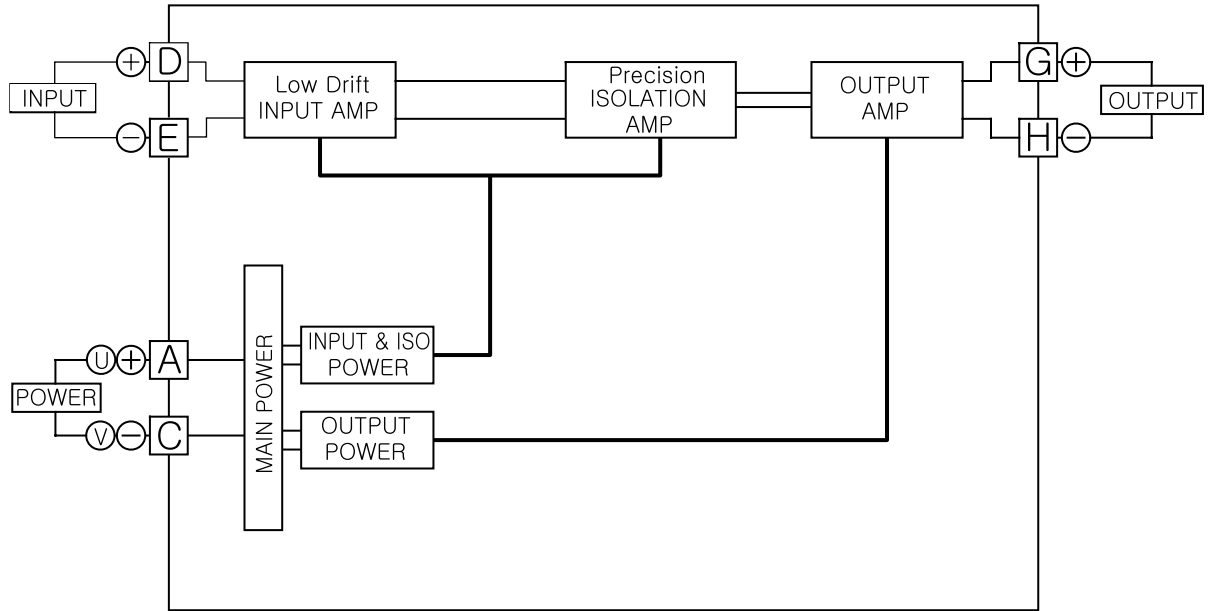 INPUT
+
D
−
E
Low Drift
INPUT AMP
Precision
ISOLATION
AMP
OUTPUT
AMP
G
+
H
−
OUTPUT
POWER
U
+
A
V
−
C
MAIN POWER
INPUT & ISO
POWER
OUTPUT
POWER